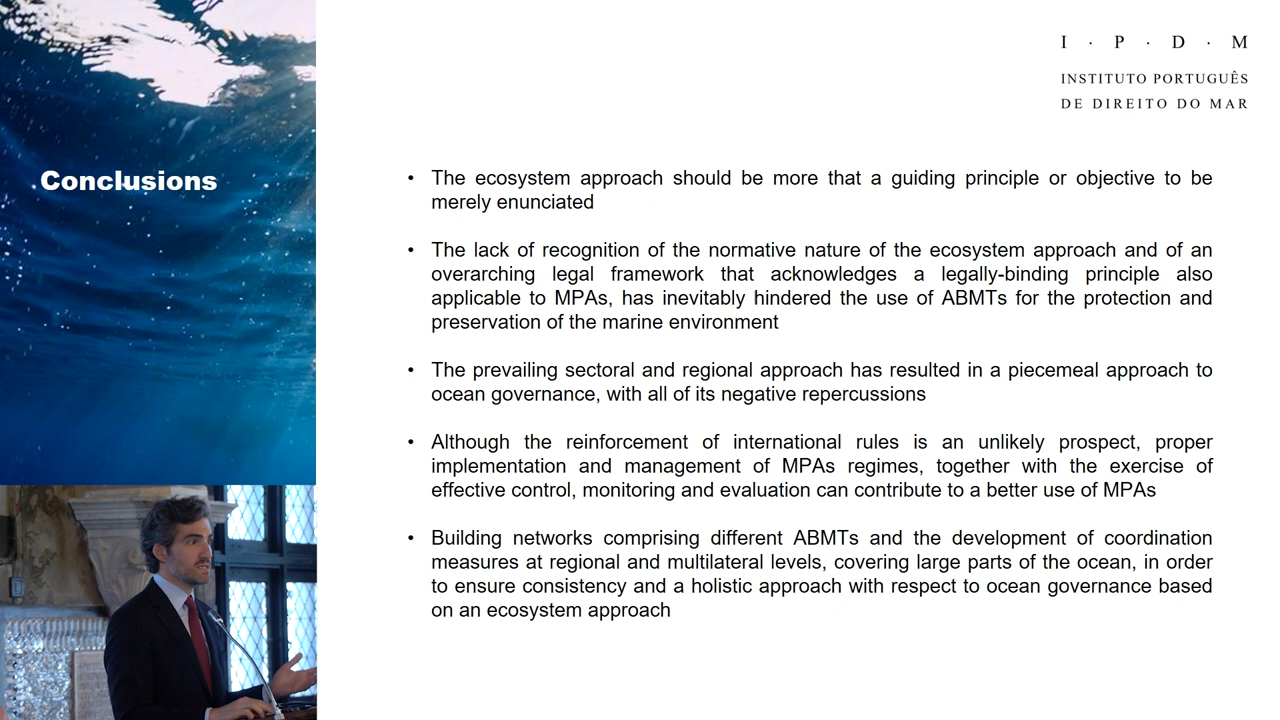 I · P · D · M
INSTITUTO PORTUGUÊS
DE DIREITO DO MAR
Conclusions
• The ecosystem approach should be more that a guiding principle or objective to be
merely enunciated
• The lack of recognition of the normative nature of the ecosystem approach and of an
overarching legal framework that acknowledges a legally-binding principle also
applicable to MPAs, has inevitably hindered the use of ABMTs for the protection and
preservation of the marine environment
• The prevailing sectoral and regional approach has resulted in a piecemeal approach to
ocean governance, with all of its negative repercussions
• Although the reinforcement of international rules is an unlikely prospect, proper
implementation and management of MPAs regimes, together with the exercise of
effective control, monitoring and evaluation can contribute to a better use of MPAs
• Building networks comprising different ABMTs and the development of coordination
measures at regional and multilateral levels, covering large parts of the ocean, in order
to ensure consistency and a holistic approach with respect to ocean governance based
on an ecosystem approach